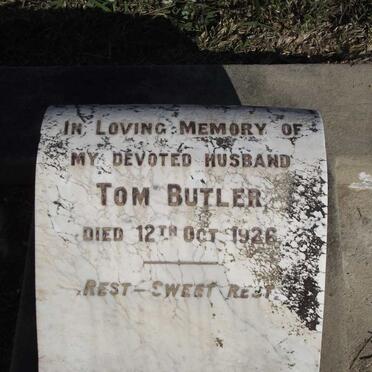 IN LOVING MEMORY OF
MY DEVOTED HUSBAND
TOM BUTLER
DIED 12TH OCT. 1926
REST—SWEET REST.